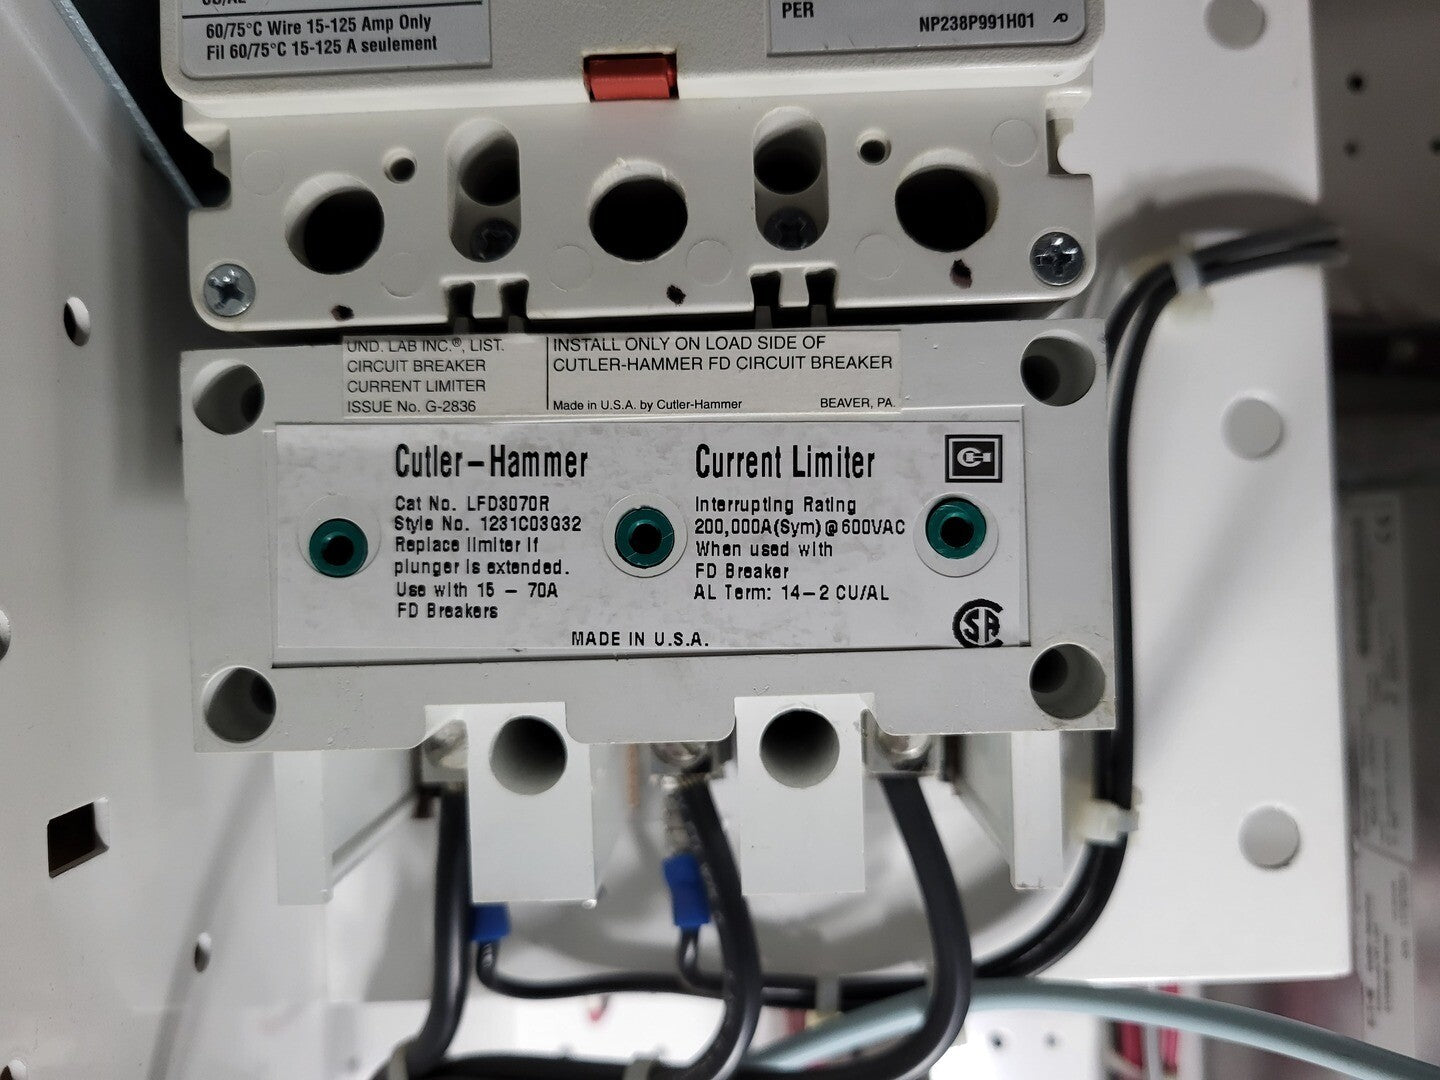 60/75°C Wire 15-125 Amp Only
Fil 60/75°C 15-125 A seulement
PER
NP238P991H01
UND. LAB INC.®, LIST.
CIRCUIT BREAKER
CURRENT LIMITER
ISSUE No. G-2836
INSTALL ONLY ON LOAD SIDE OF
CUTLER-HAMMER FD CIRCUIT BREAKER
Made in U.S.A. by Cutler-Hammer
BEAVER, PA.
Cutler-Hammer
Cat No. LFD3070R
Style No. 1231C03G32
Replace limiter if
plunger is extended.
Use with 15 - 70A
FD Breakers
Current Limiter
Interrupting Rating
200,000A(Sym)@600VAC
When used with
FD Breaker
AL Term: 14-2 CU/AL
MADE IN U.S.A.